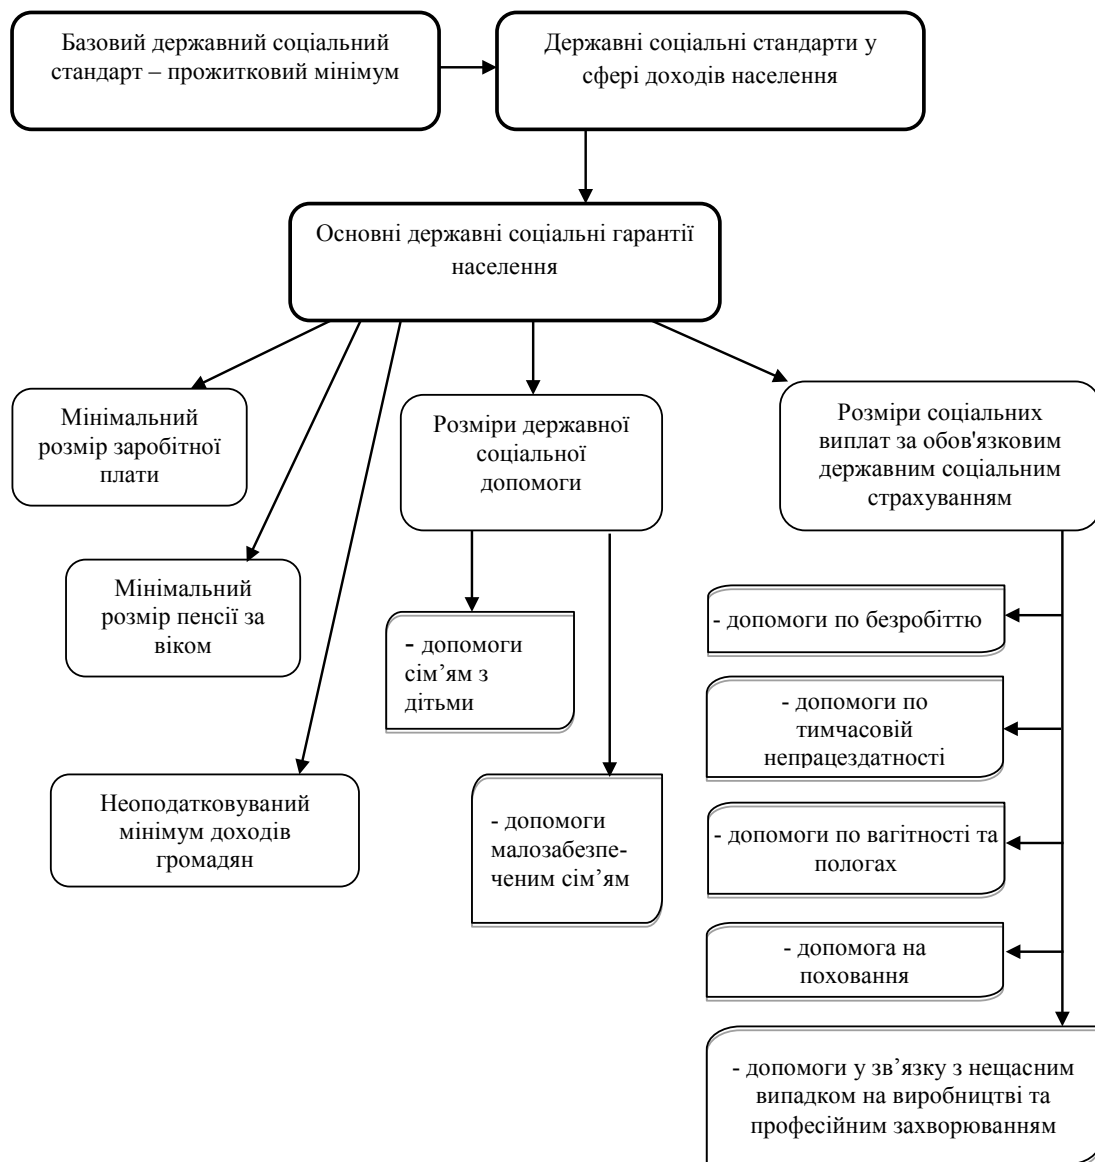 Базовий державний соціальний
стандарт – прожитковий мінімум
Державні соціальні стандарти у
сфері доходів населення
Основні державні соціальні гарантії
населення
Мінімальний
розмір заробітної
плати
Розміри державної
соціальної
допомоги
Розміри соціальних
виплат за обов'язковим
державним соціальним
страхуванням
Мінімальний
розмір пенсії за
віком
- допомоги
сім’ям з
дітьми
- допомоги по безробіттю
- допомоги по
тимчасовій
непрацездатності
Неоподатковуваний
мінімум доходів
громадян
- допомоги
малозабезпе-
ченим сім’ям
- допомоги по вагітності та
пологах
- допомога на
поховання
- допомоги у зв’язку з нещасним
випадком на виробництві та
професійним захворюванням